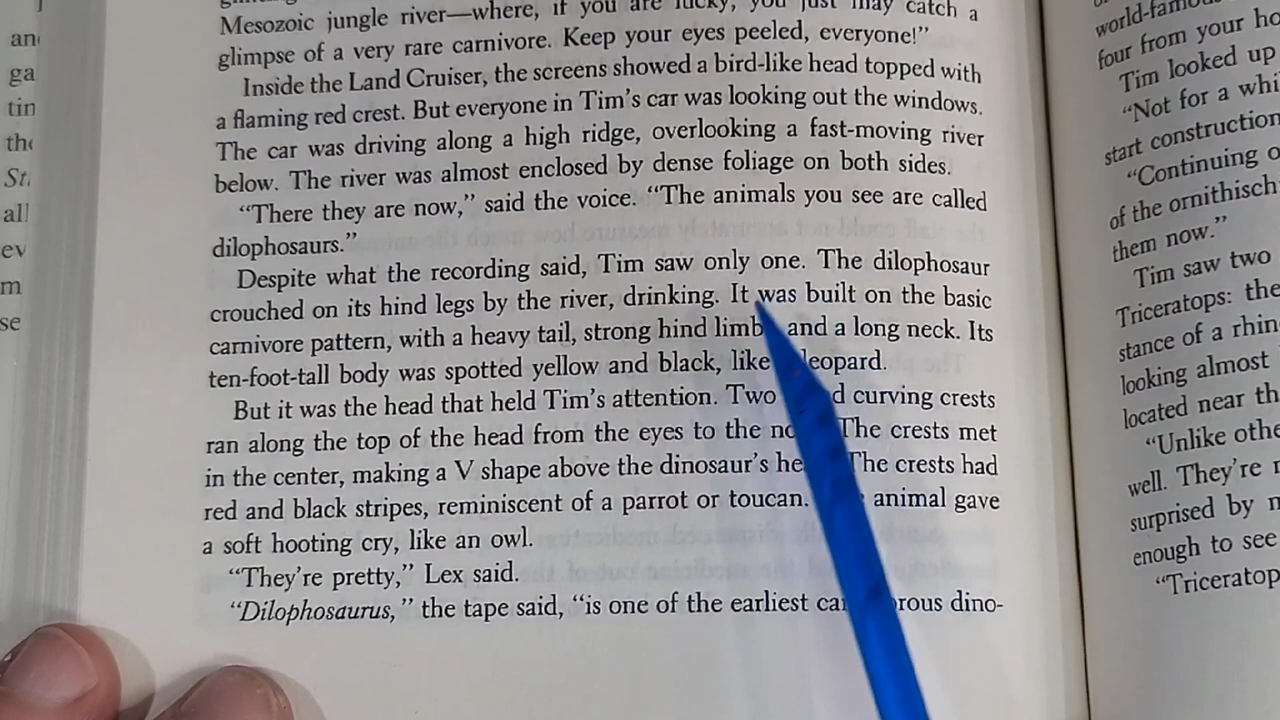 Mesozoic jungle river—where, if you are lucky, you just may catch a
glimpse of a very rare carnivore. Keep your eyes peeled, everyone!”
Inside the Land Cruiser, the screens showed a bird-like head topped with
a flaming red crest. But everyone in Tim’s car was looking out the windows.
The car was driving along a high ridge, overlooking a fast-moving river
below. The river was almost enclosed by dense foliage on both sides.
“There they are now,” said the voice. “The animals you see are called
dilophosaurs.”
Despite what the recording said, Tim saw only one. The dilophosaur
crouched on its hind legs by the river, drinking. It was built on the basic
carnivore pattern, with a heavy tail, strong hind limb and a long neck. Its
ten-foot-tall body was spotted yellow and black, like leopard.
But it was the head that held Tim’s attention. Two curving crests
ran along the top of the head from the eyes to the The crests met
in the center, making a V shape above the dinosaur’s The crests had
red and black stripes, reminiscent of a parrot or toucan. animal gave
a soft hooting cry, like an owl.
“They’re pretty,” Lex said.
“Dilophosaurus,” the tape said, “is one of the earliest dino-
an
ga
tin
the
St
all
ev
m
se
four from your
Tim looked up
“Not for a
start construction
“Continuing
of the
them now.”
Tim saw two
Triceratops: the
stance of a
looking almost
located near
“Unlike
well. They’re
surprised by
enough to see
“Triceratop